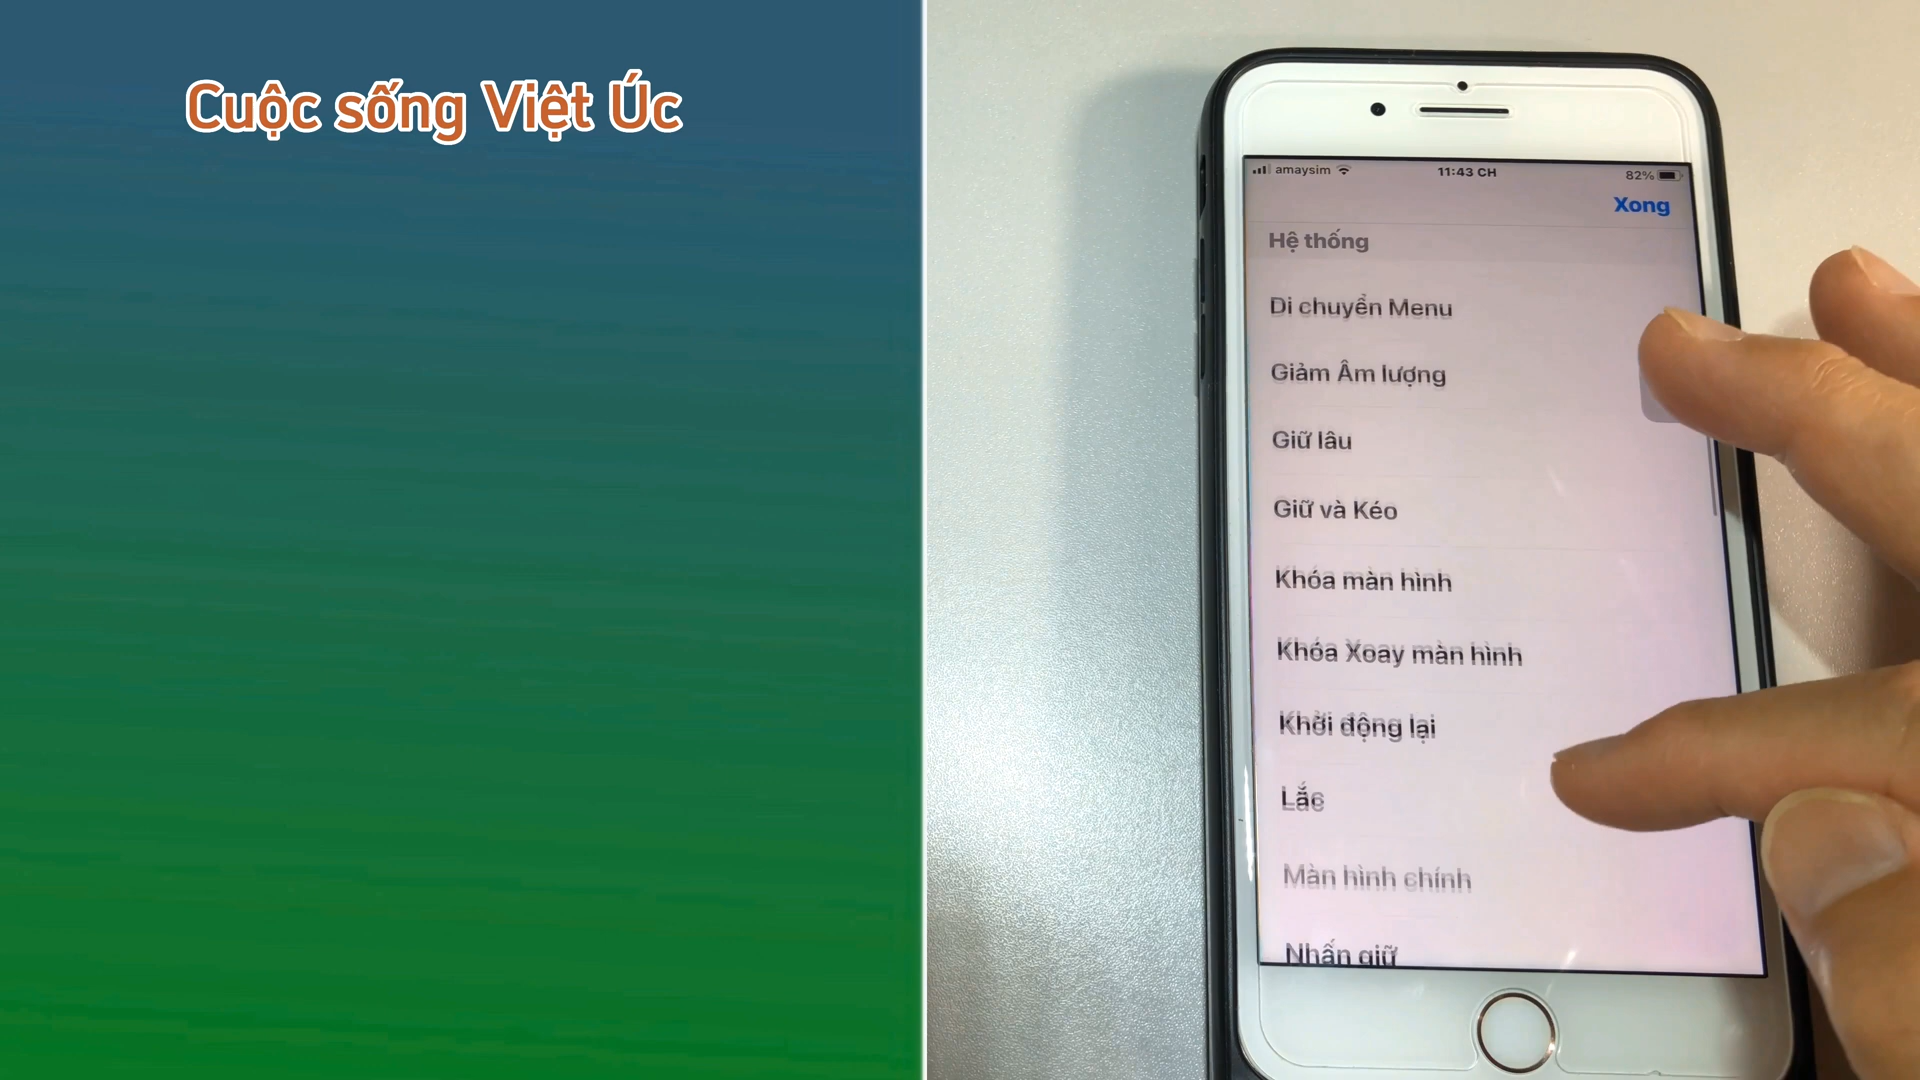 Cuộc sống Việt Úc
amaysim 11:43 CH 82%
Xong
Hệ thống
Di chuyển Menu
Giảm Âm lượng
Giữ lâu
Giữ và Kéo
Khóa màn hình
Khóa Xoay màn hình
Khởi động lại
Lắc
Màn hình chính
Nhấn giữ